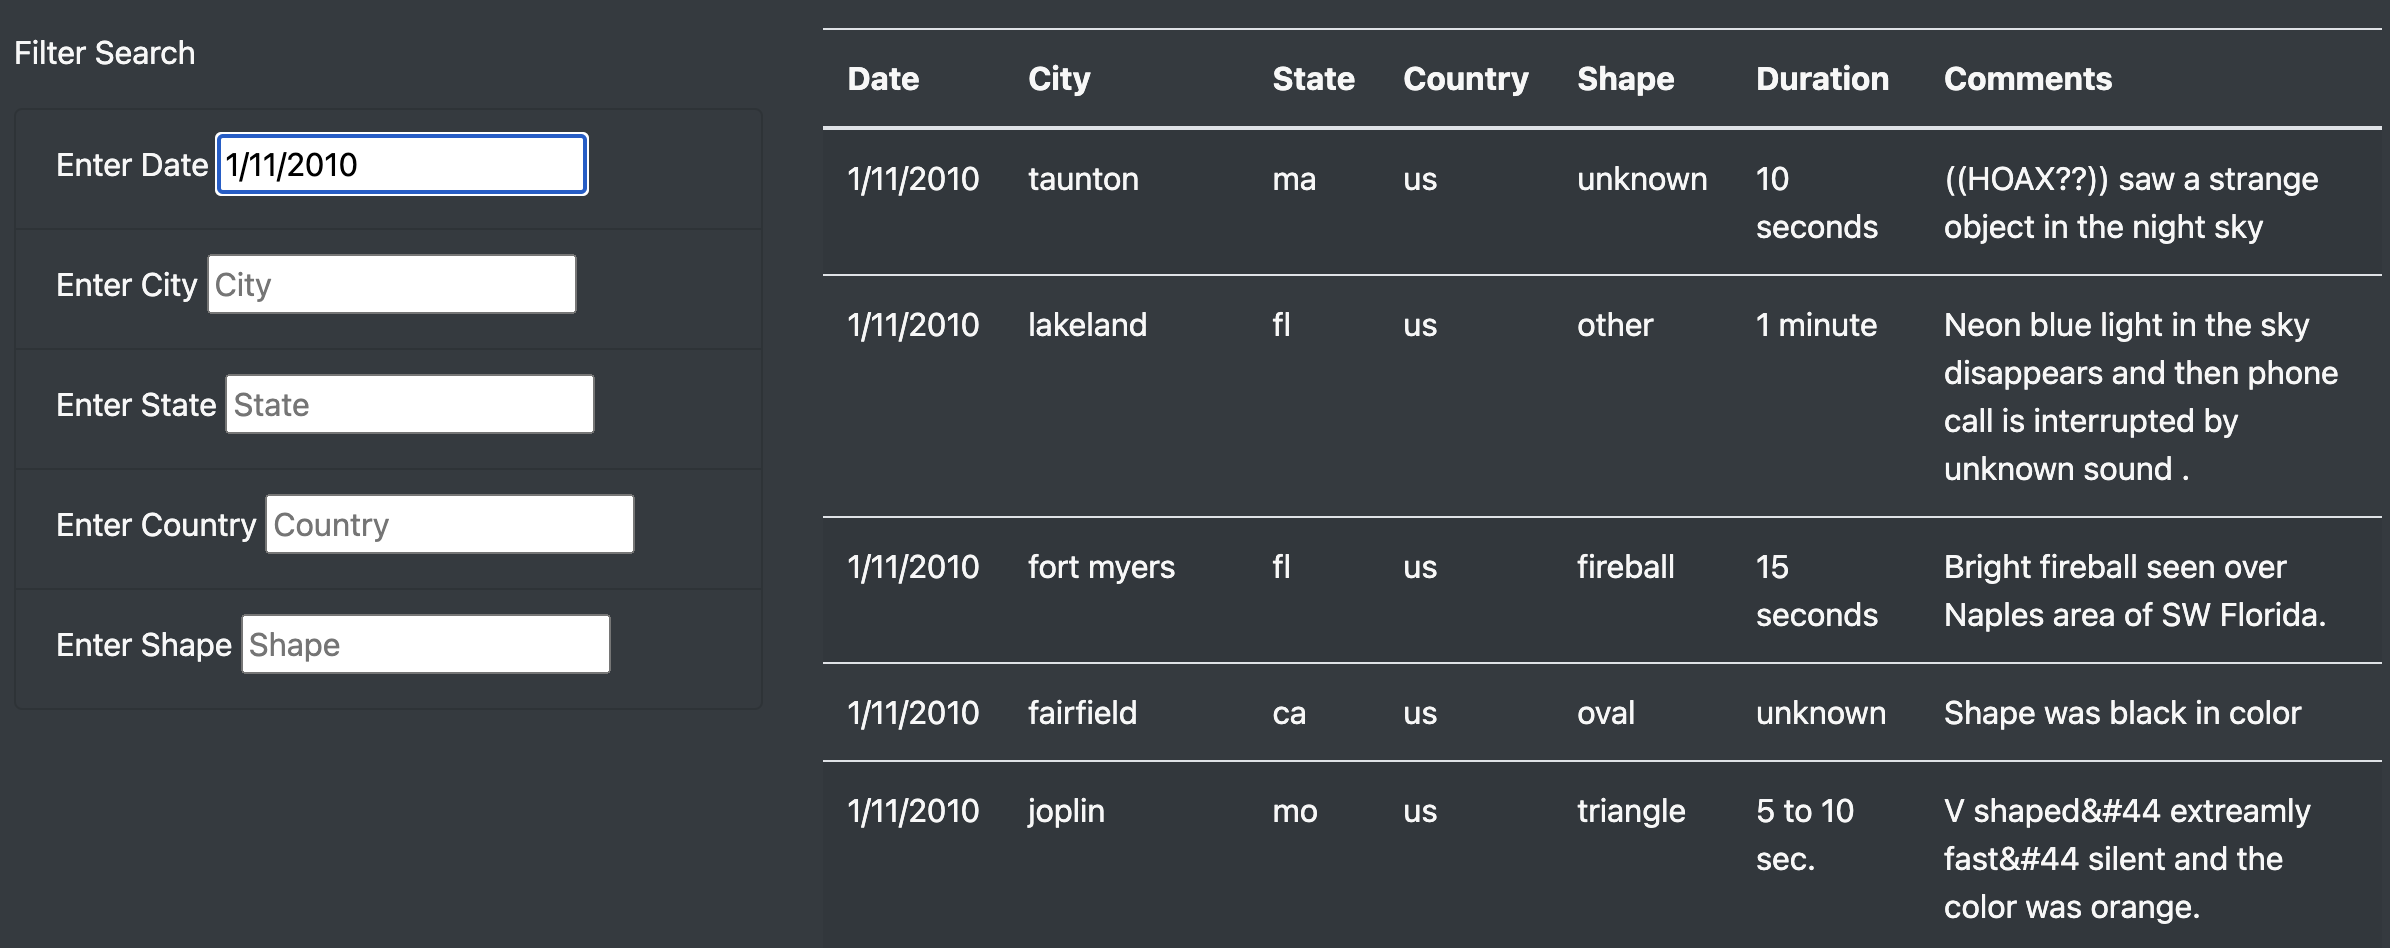 Filter Search
Enter Date 1/11/2010
Enter City City
Enter State State
Enter Country Country
Enter Shape Shape
Date City State Country Shape Duration Comments
1/11/2010 taunton ma us unknown 10 ((HOAX??)) saw a strange
seconds object in the night sky
1/11/2010 lakeland fl us other 1 minute Neon blue light in the sky
disappears and then phone
call is interrupted by
unknown sound .
1/11/2010 fort myers fl us fireball 15 Bright fireball seen over
seconds Naples area of SW Florida.
1/11/2010 fairfield ca us oval unknown Shape was black in color
1/11/2010 joplin mo us triangle 5 to 10 V shaped&#44 extreamly
sec. fast&#44 silent and the
color was orange.